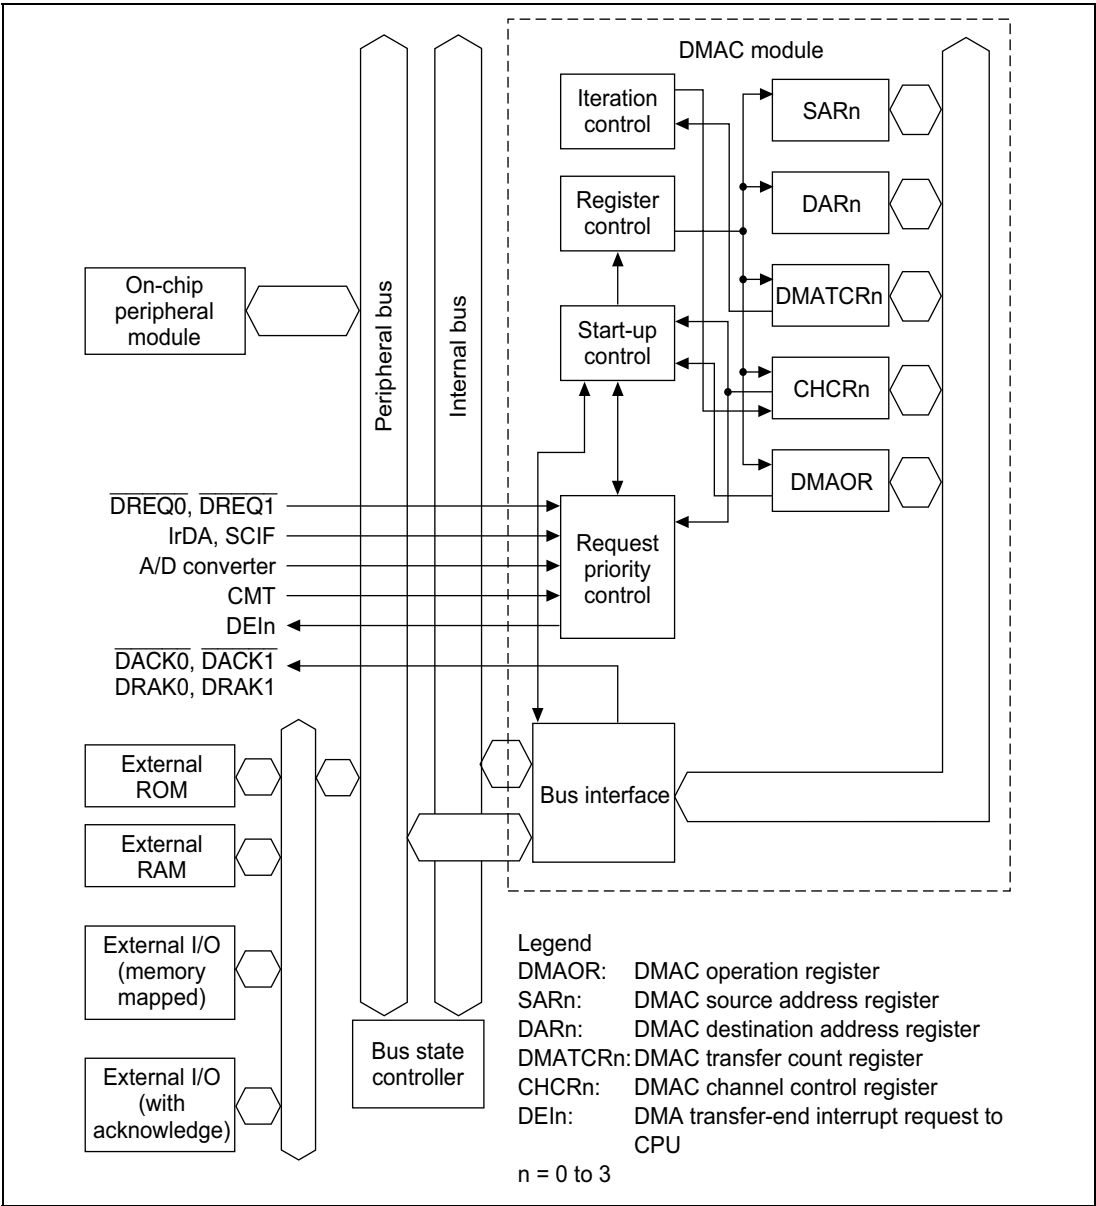 DMAC module
Iteration
control
SARn
Register
control
DARn
On-chip
peripheral
module
Peripheral bus
Internal bus
Start-up
control
DMATCRn
CHCRn
DMAOR
D̅R̅E̅Q̅0̅, D̅R̅E̅Q̅1̅
IrDA, SCIF
A/D converter
CMT
DEIn
Request
priority
control
D̅A̅C̅K̅0̅, D̅A̅C̅K̅1̅
DRAK0, DRAK1
External
ROM
Bus interface
External
RAM
External I/O
(memory
mapped)
External I/O
(with
acknowledge)
Bus state
controller
Legend
DMAOR: DMAC operation register
SARn: DMAC source address register
DARn: DMAC destination address register
DMATCRn: DMAC transfer count register
CHCRn: DMAC channel control register
DEIn: DMA transfer-end interrupt request to
CPU
n = 0 to 3